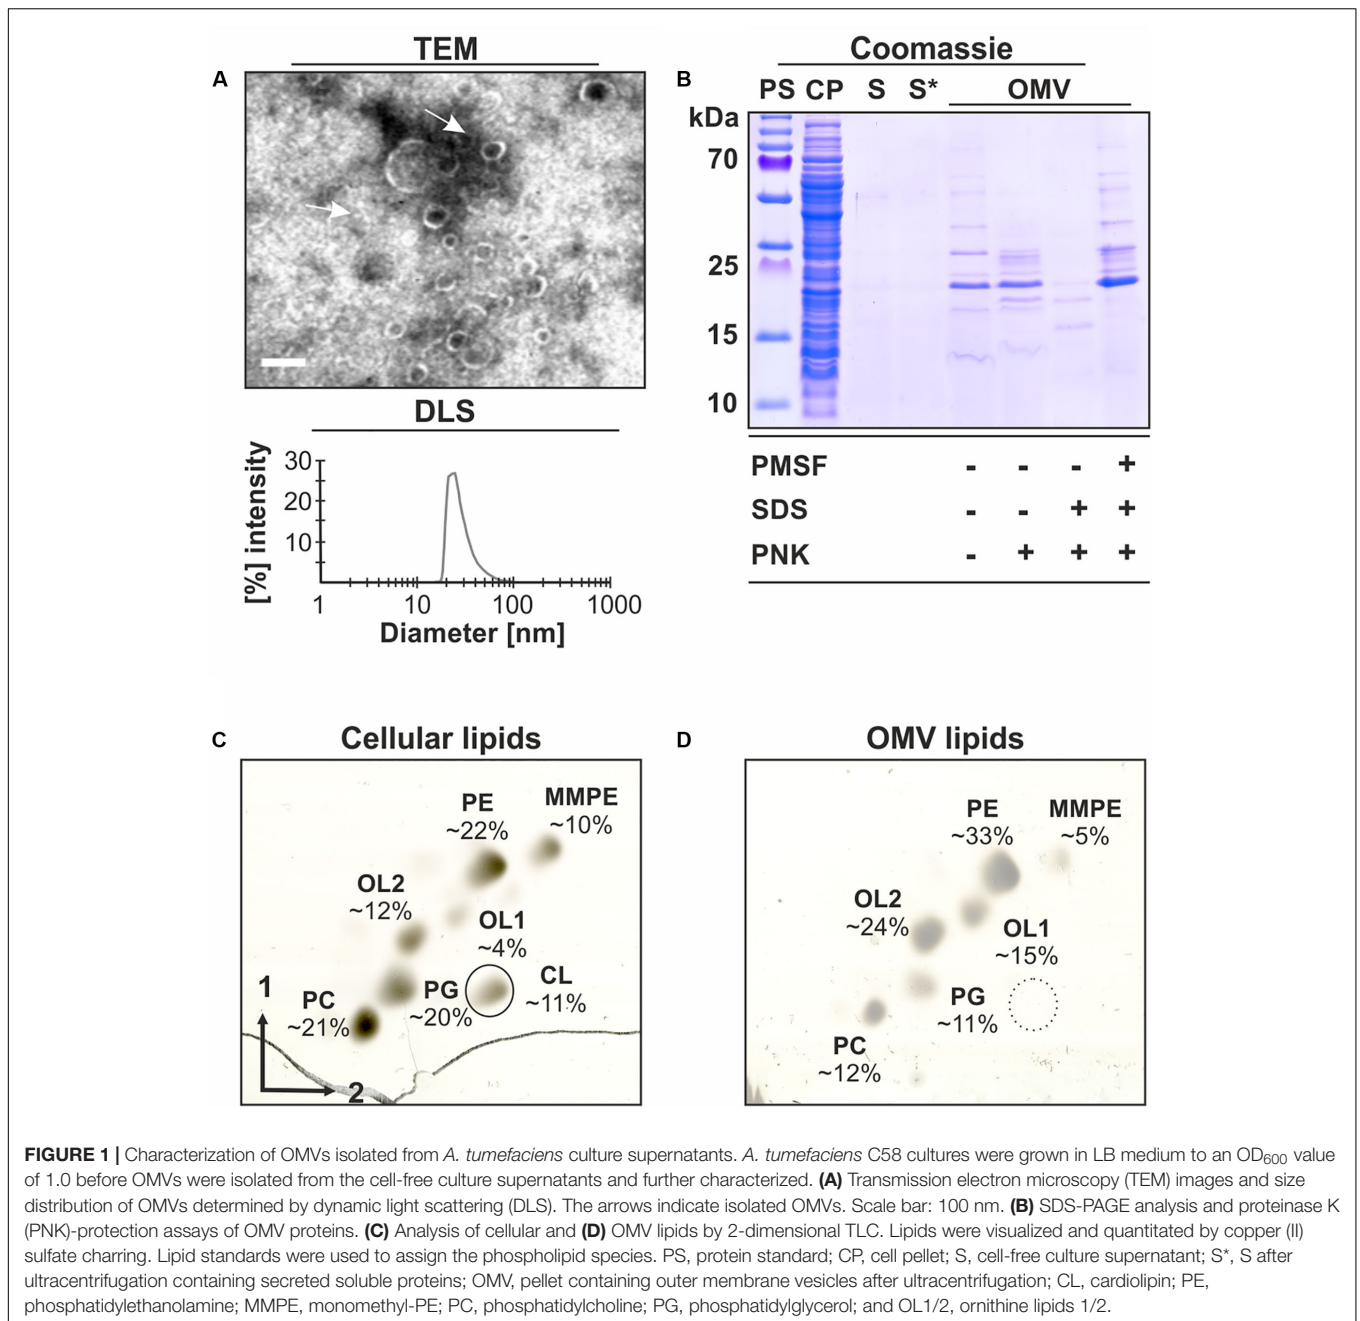 TEM
A
DLS
[%] intensity
30
20
10
1 10 100 1000
Diameter [nm]
Coomassie
B
PS CP S S* OMV
kDa
70
25
15
10
PMSF - - - +
SDS - - + +
PNK - + + +
C
Cellular lipids
PE
~22%
MMPE
~10%
OL2
~12%
OL1
~4%
CL
~11%
PG
~20%
PC
~21%
1
2
D
OMV lipids
PE
~33%
MMPE
~5%
OL2
~24%
OL1
~15%
PG
~11%
PC
~12%
FIGURE 1 | Characterization of OMVs isolated from A. tumefaciens culture supernatants. A. tumefaciens C58 cultures were grown in LB medium to an OD600 value
of 1.0 before OMVs were isolated from the cell-free culture supernatants and further characterized. (A) Transmission electron microscopy (TEM) images and size
distribution of OMVs determined by dynamic light scattering (DLS). The arrows indicate isolated OMVs. Scale bar: 100 nm. (B) SDS-PAGE analysis and proteinase K
(PNK)-protection assays of OMV proteins. (C) Analysis of cellular and (D) OMV lipids by 2-dimensional TLC. Lipids were visualized and quantitated by copper (II)
sulfate charring. Lipid standards were used to assign the phospholipid species. PS, protein standard; CP, cell pellet; S, cell-free culture supernatant; S*, S after
ultracentrifugation containing secreted soluble proteins; OMV, pellet containing outer membrane vesicles after ultracentrifugation; CL, cardiolipin; PE,
phosphatidylethanolamine; MMPE, monomethyl-PE; PC, phosphatidylcholine; PG, phosphatidylglycerol; and OL1/2, ornithine lipids 1/2.